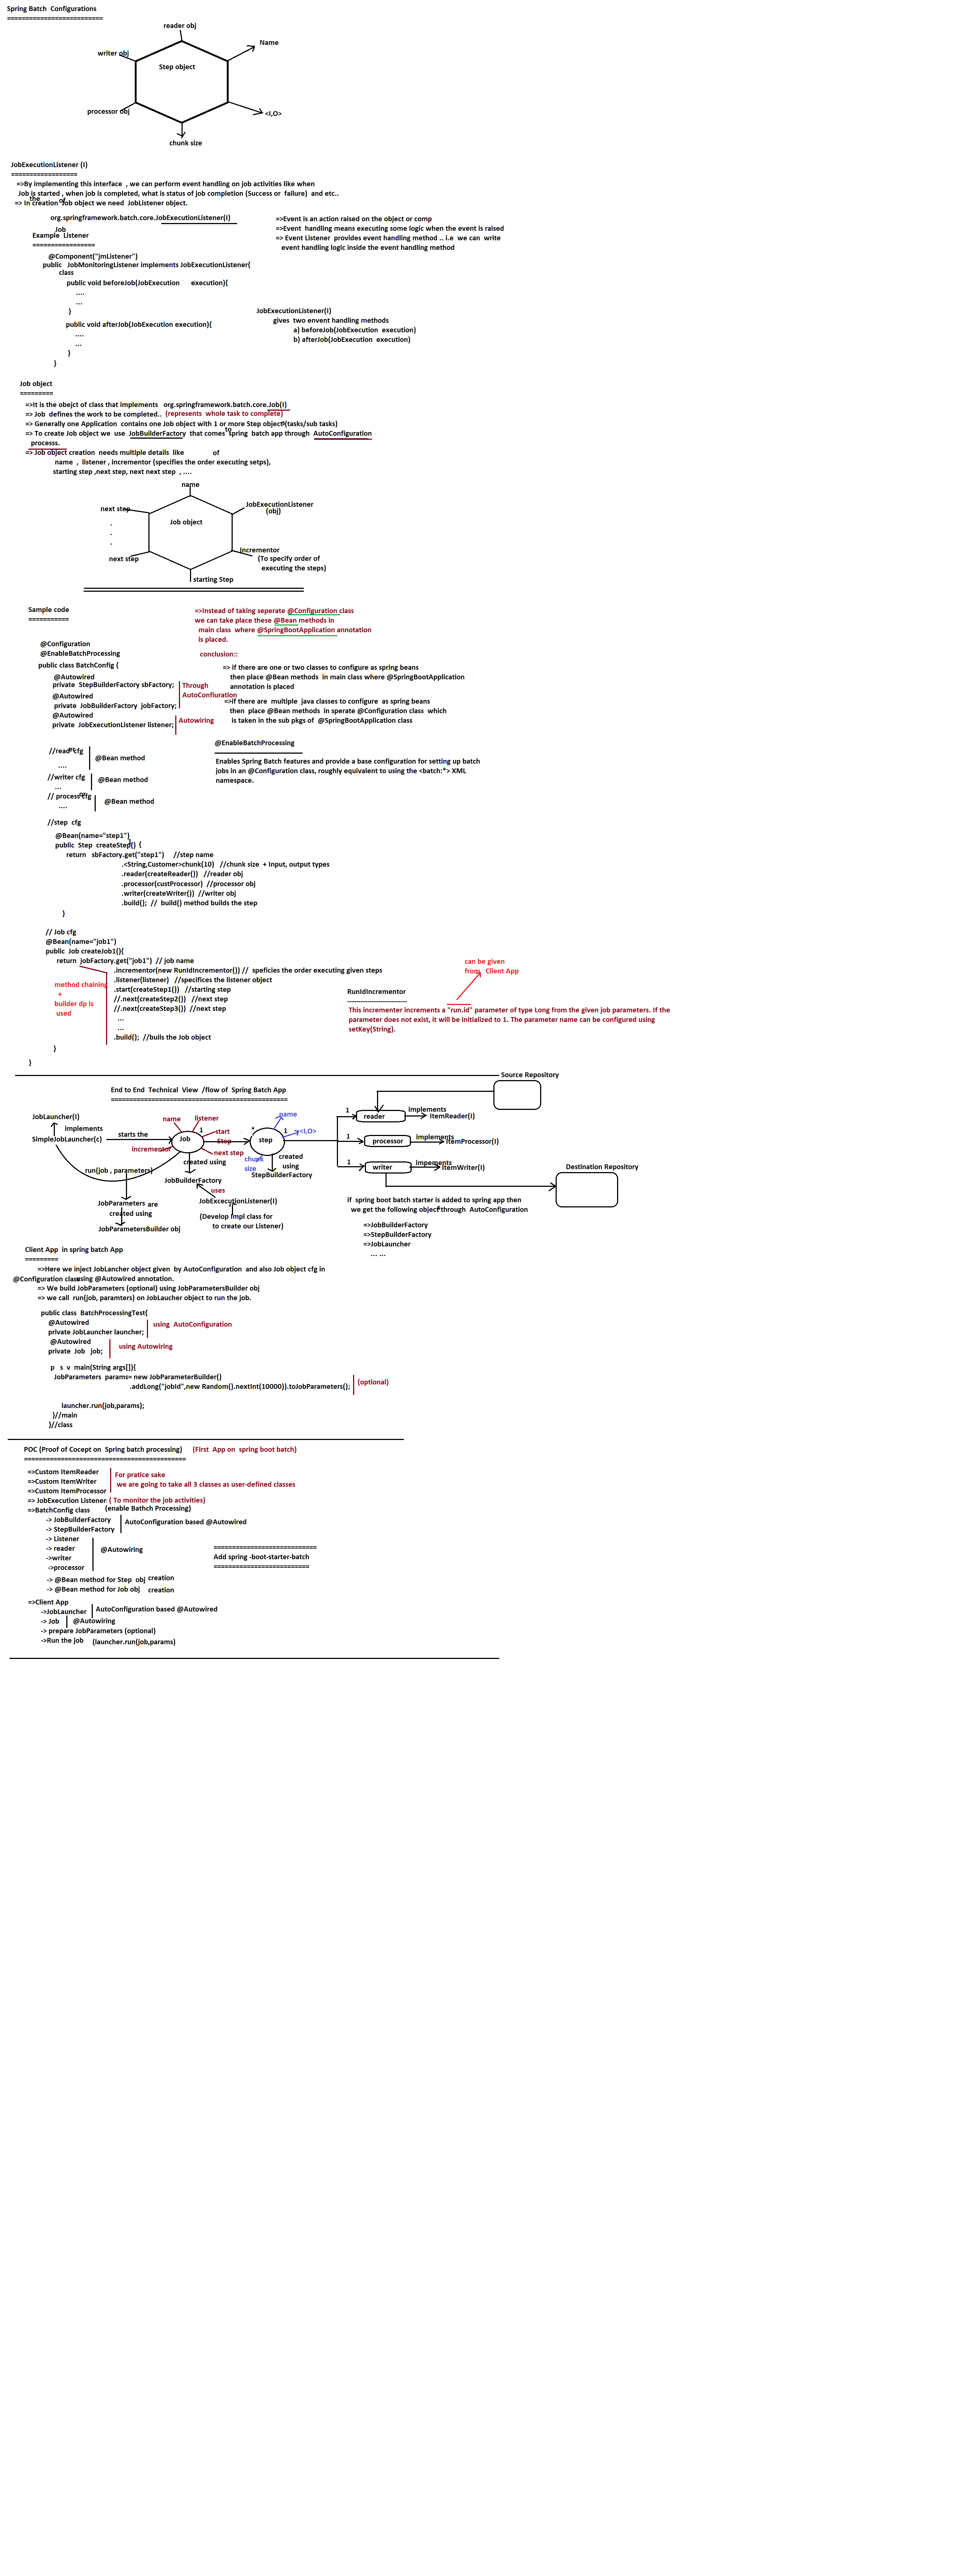 Spring Batch  Configurations
==========================
reader obj
Name
writer obj
Step object
processor obj
<I,O>
chunk size
JobExecutionListener (I)
==================
=>By implementing this interface  , we can perform event handling on job activities like when
the Job is started , when job is completed, what is status of job completion (Success or  failure)  and etc..
=> In creation of Job object we need  JobListener object.
org.springframework.batch.core.JobExecutionListener(I)
=>Event is an action raised on the object or comp
=>Event  handling means executing some logic when the event is raised
=> Event Listener  provides event handling method .. i.e  we can  write
event handling logic inside the event handling method
Job
Example  Listener
=================
@Component("jmListener")
public class JobMonitoringListener implements JobExecutionListener{
public void beforeJob(JobExecution execution){
....
...
}
public void afterJob(JobExecution execution){
....
...
}
}
JobExecutionListener(I)
gives  two envent handling methods
a) beforeJob(JobExecution  execution)
b) afterJob(JobExecution  execution)
Job object
=========
=>It is the obejct of class that implements   org.springframework.batch.core.Job(I)
=> Job  defines the work to be completed..  (represents  whole task to complete)
=> Generally one Application  contains one Job object with 1 or more Step objects(tasks/sub tasks)
=> To create Job object we  use  JobBuilderFactory  that comes to spring  batch app through  AutoConfiguration
processs.
=> Job object creation  needs multiple details  like
name  ,  listener , incrementor (specifies the order of executing setps),
starting step ,next step, next next step  , ....
name
next step
.
.
.
next step
Job object
JobExecutionListener
(obj)
Incrementor
(To specify order of
executing the steps)
starting Step
Sample code
===========
=>Instead of taking seperate @Configuration class
we can take place these @Bean methods in
main class  where @SpringBootApplication annotation
is placed.
conclusion::
=> if there are one or two classes to configure as spring beans
then place @Bean methods  in main class where @SpringBootApplication
annotation is placed
=>if there are  multiple  java classes to configure  as spring beans
then  place @Bean methods  in sperate @Configuration class  which
is taken in the sub pkgs of  @SpringBootApplication class
@Configuration
@EnableBatchProcessing
public class BatchConfig {
@Autowired
private  StepBuilderFactory sbFactory;
@Autowired
private  JobBuilderFactory  jobFactory;
Through
AutoConfiuration
@Autowired
private  JobExecutionListener listener;
Autowiring
@EnableBatchProcessing
Enables Spring Batch features and provide a base configuration for setting up batch
jobs in an @Configuration class, roughly equivalent to using the <batch:*> XML
namespace.
//reader cfg
....
@Bean method
//writer cfg
...
@Bean method
// processor cfg
....
@Bean method
//step  cfg
@Bean(name="step1")
public  Step  createStep1() {
return   sbFactory.get("step1")     //step name
.<String,Customer>chunk(10)   //chunk size  + Input, output types
.reader(createReader())   //reader obj
.processor(custProcessor)  //processor obj
.writer(createWriter())  //writer obj
.build();  //  build() method builds the step
}
// Job cfg
@Bean(name="job1")
public  Job createJob1(){
return  jobFactory.get("job1")  // job name
.incrementor(new RunIdIncrementor()) //  speficies the order executing given steps
.listener(listener)   //specifices the listener object
.start(createStep1())   //starting step
//.next(createStep2())   //next step
//.next(createStep3())  //next step
...
...
.build();  //buils the Job object
method chaining
+
builder dp is
used
}
}
can be given
from  Client App
RunIdIncrementor
---------------------------
This incrementer increments a "run.id" parameter of type Long from the given job parameters. If the
parameter does not exist, it will be initialized to 1. The parameter name can be configured using
setKey(String).
Source Repository
End to End  Technical  View  /flow of  Spring Batch App
================================================
JobLauncher(I)
implements
SimpleJobLauncher(c)
starts the
name
listener
incrementor
Job
1
start
Step
next step
*
step
name
1
<I,O>
chunk
size
1
reader
implements
ItemReader(I)
1
processor
implements
ItemProcessor(I)
1
writer
impements
ItemWriter(I)
Destination Repository
run(job , parameters)
created using
JobBuilderFactory
created
using
StepBuilderFactory
uses
JobExcecutionListener(I)
(Develop Impl class for
to create our Listener)
JobParameters  are
created using
JobParametsBuilder obj
if  spring boot batch starter is added to spring app then
we get the following objects through  AutoConfiguration
=>JobBuilderFactory
=>StepBuilderFactory
=>JobLauncher
... ...
Client App  in spring batch App
=========
=>Here we inject JobLancher object given  by AutoConfiguration  and also Job object cfg in
@Configuration class using @Autowired annotation.
=> We build JobParameters (optional) using JobParametsBuilder obj
=> we call  run(job, paramters) on JobLaucher object to run the job.
public class  BatchProcessingTest{
@Autowired
private JobLauncher launcher;
using  AutoConfiguration
@Autowired
private  Job   job;
using Autowiring
p   s  v  main(String args[]){
JobParameters  params= new JobParameterBuilder()
.addLong("jobId",new Random().nextInt(10000)).toJobParameters();
(optional)
launcher.run(job,params);
}//main
}//class
POC (Proof of Cocept on  Spring batch processing)     (First  App on  spring boot batch)
============================================
=>Custom ItemReader
=>Custom ItemWriter
=>Custom ItemProcessor
For pratice sake
we are going to take all 3 classes as user-defined classes
=> JobExecution Listener ( To monitor the job activities)
=>BatchConfig class     (enable Bathch Processing)
-> JobBuilderFactory
-> StepBuilderFactory
AutoConfiguration based @Autowired
-> Listener
-> reader
->writer
->processor
@Autowiring
============================
Add spring -boot-starter-batch
==========================
-> @Bean method for Step  obj  creation
-> @Bean method for Job obj   creation
=>Client App
->JobLauncher
AutoConfiguration based @Autowired
-> Job
@Autowiring
-> prepare JobParameters (optional)
->Run the job    (launcher.run(job,params)